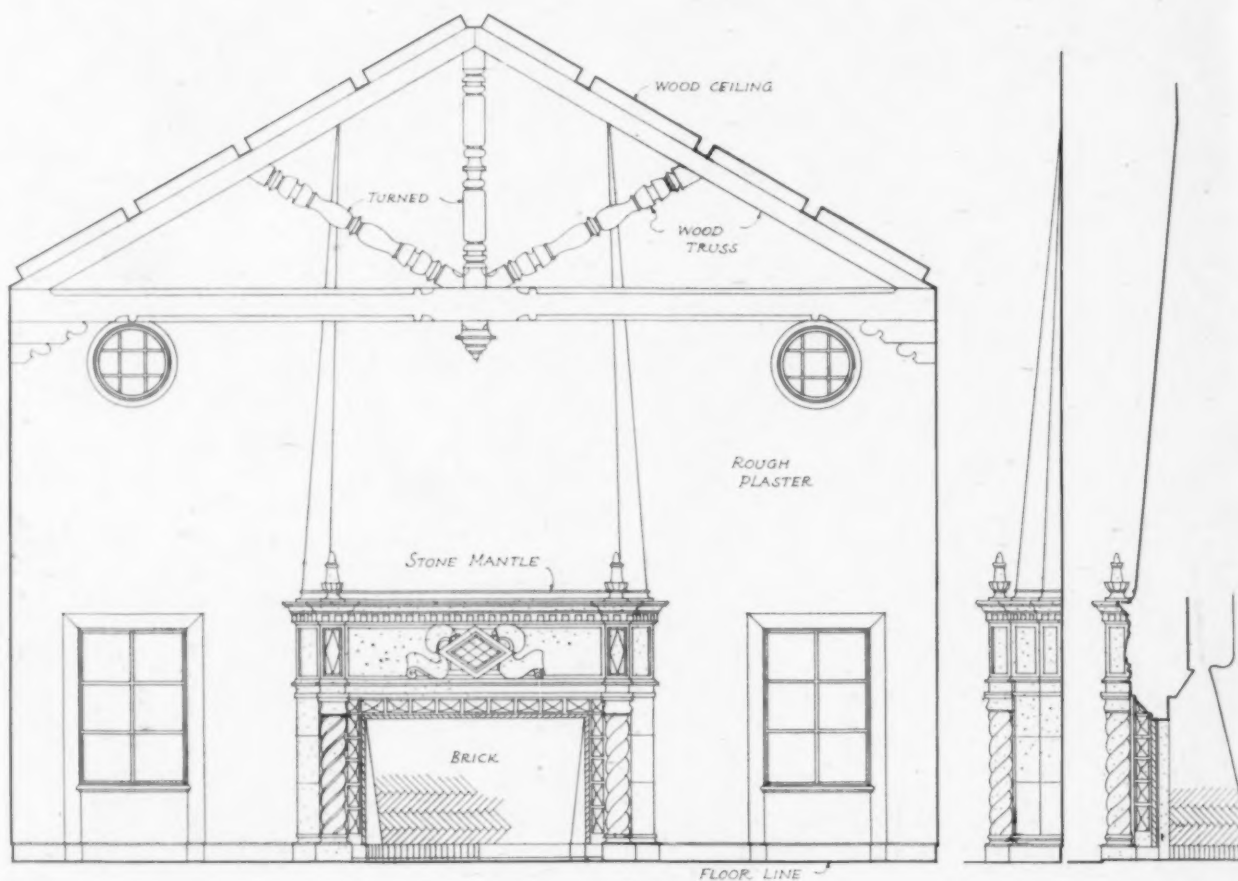 WOOD CEILING
TURNED
WOOD
TRUSS
ROUGH
PLASTER
STONE MANTLE
BRICK
FLOOR LINE